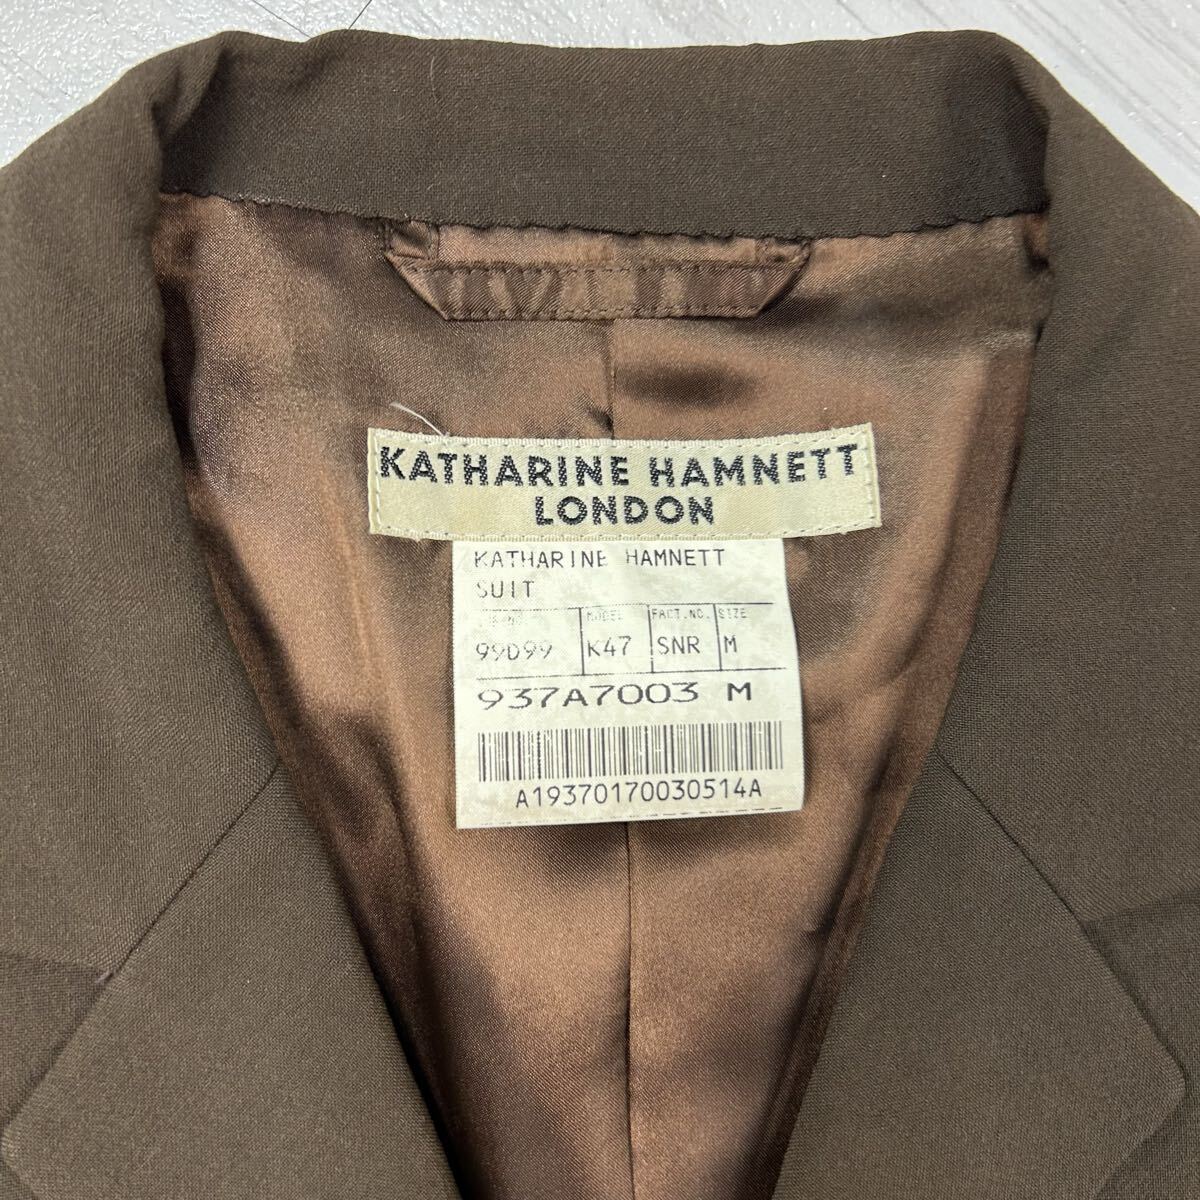 KATHARINE HAMNETT
LONDON
KATHARINE HAMNETT
SUIT
MODEL FACT.NO. SIZE
99D99 K47 SNR M
937A7003 M
A19370170030514A